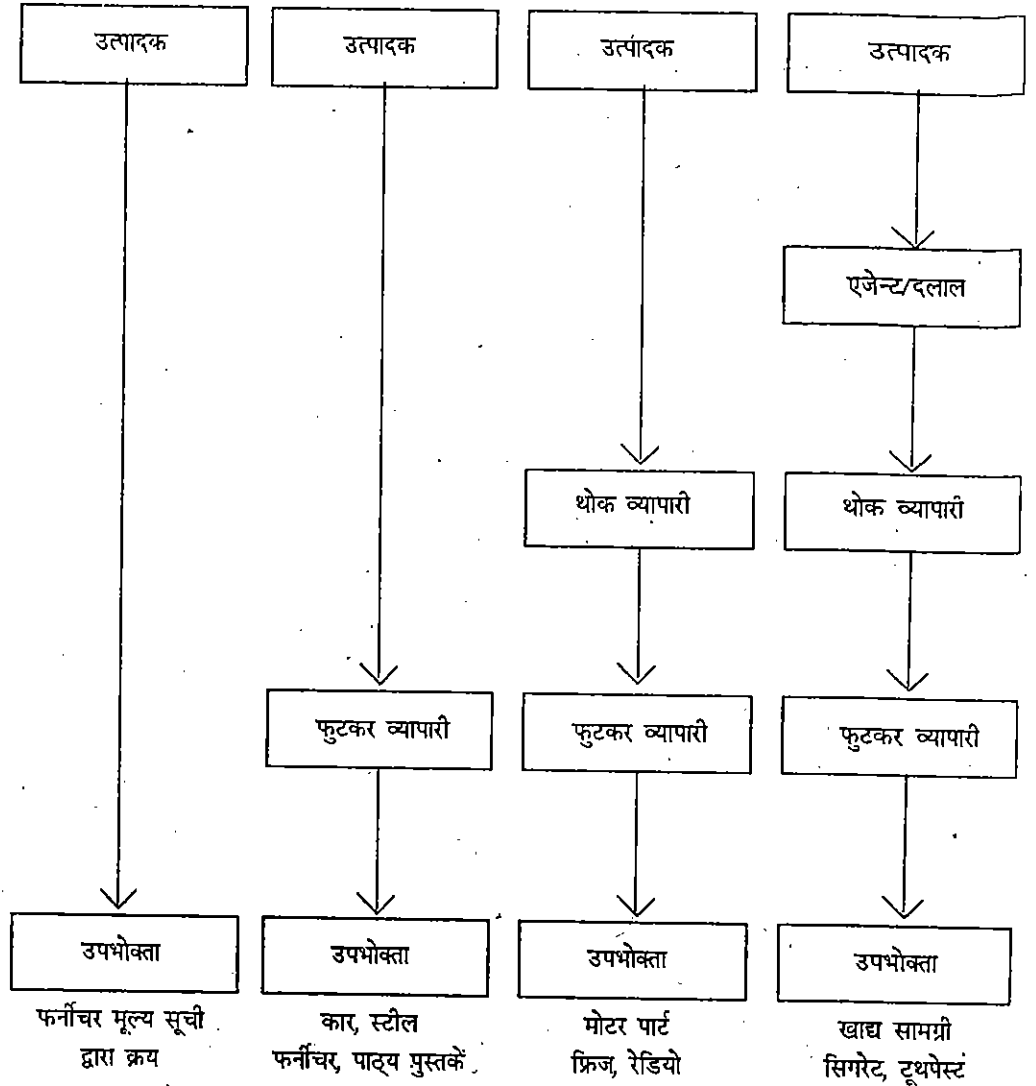 उत्पादक
उत्पादक
उत्पादक
उत्पादक
एजेन्ट/दलाल
थोक व्यापारी
थोक व्यापारी
फुटकर व्यापारी
फुटकर व्यापारी
फुटकर व्यापारी
उपभोक्ता
उपभोक्ता
उपभोक्ता
उपभोक्ता
फर्नीचर मूल्य सूची
द्वारा क्रय
कार, स्टील
फर्नीचर, पाठ्य पुस्तकें
मोटर पार्ट
फ्रिज, रेडियो
खाद्य सामग्री
सिगरेट, टूथपेस्ट